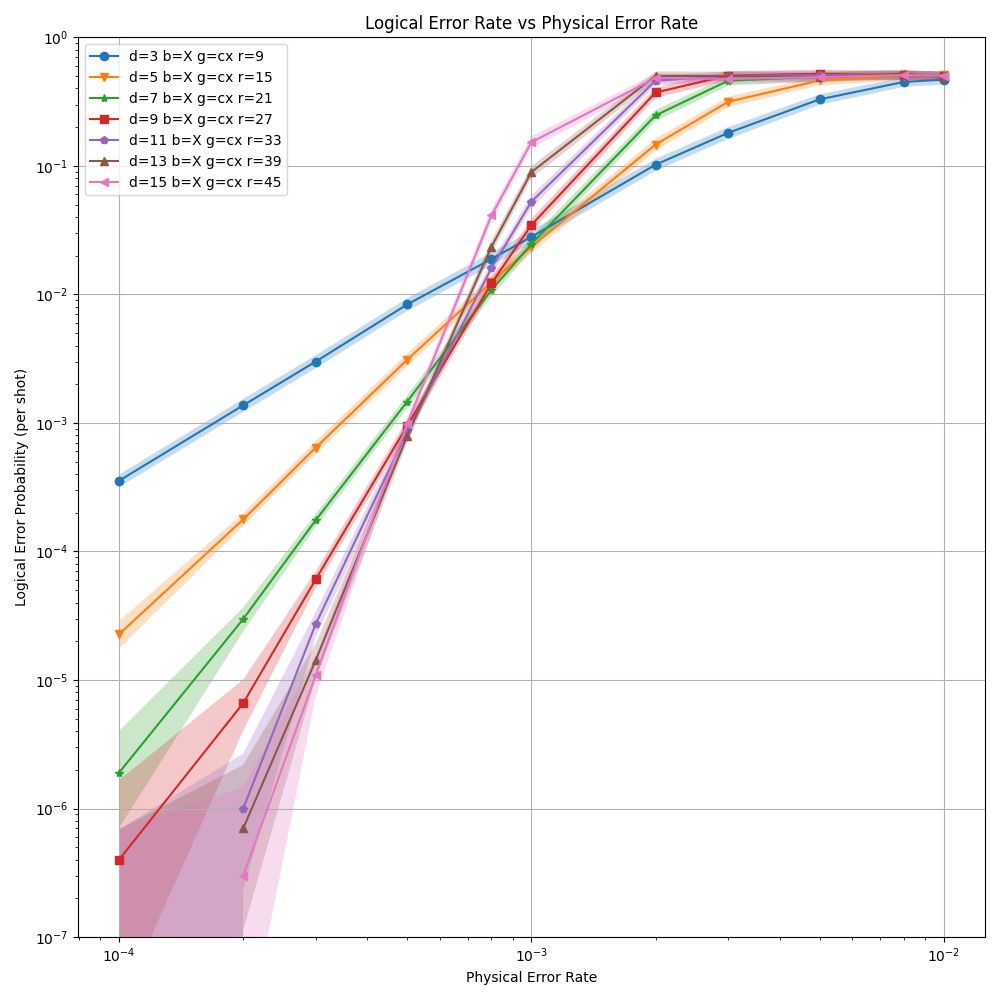 Logical Error Rate vs Physical Error Rate
10^0
10^-1
10^-2
10^-3
10^-4
10^-5
10^-6
10^-7
Logical Error Probability (per shot)
d=3 b=X g=cx r=9
d=5 b=X g=cx r=15
d=7 b=X g=cx r=21
d=9 b=X g=cx r=27
d=11 b=X g=cx r=33
d=13 b=X g=cx r=39
d=15 b=X g=cx r=45
10^-4
10^-3
10^-2
Physical Error Rate